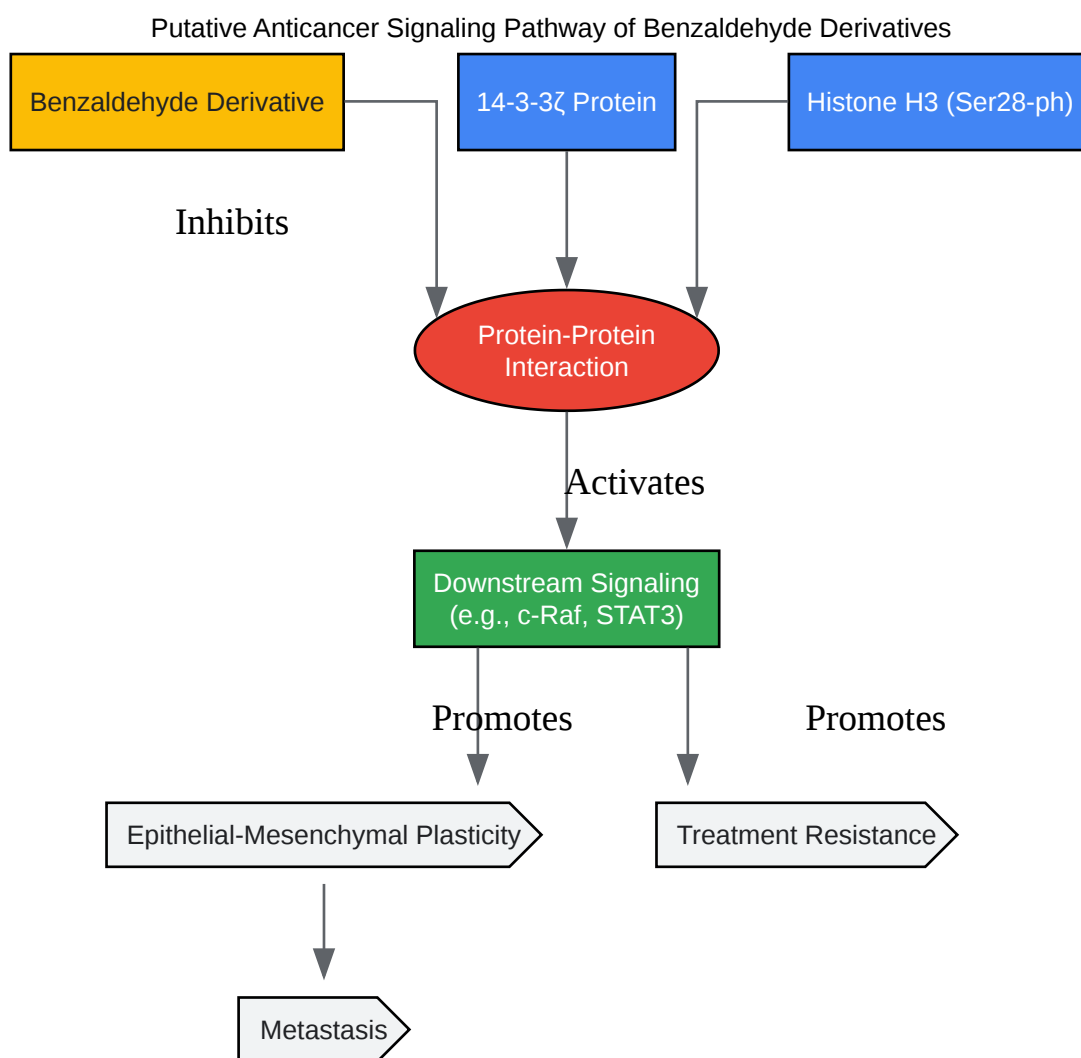 Putative Anticancer Signaling Pathway of Benzaldehyde Derivatives
Benzaldehyde Derivative
14-3-3ζ Protein
Histone H3 (Ser28-ph)
Inhibits
Protein-Protein
Interaction
Activates
Downstream Signaling
(e.g., c-Raf, STAT3)
Promotes
Promotes
Epithelial-Mesenchymal Plasticity
Treatment Resistance
Metastasis